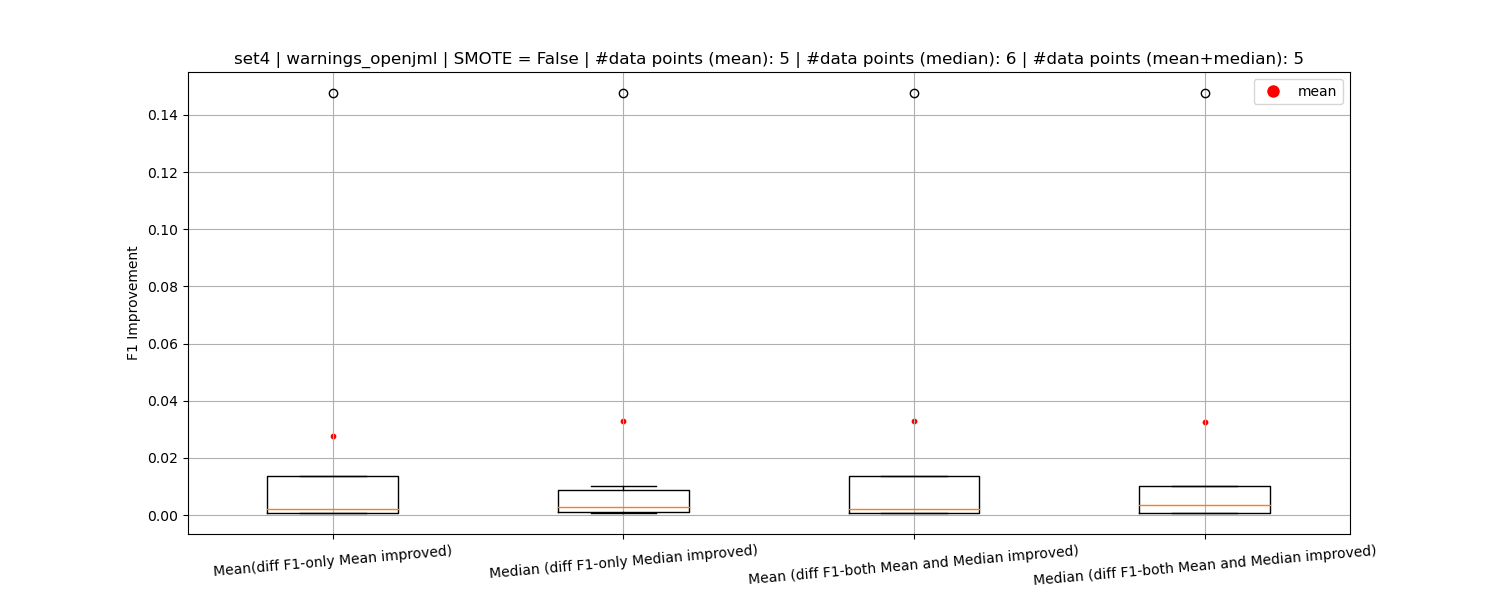 set4 | warnings_openjml | SMOTE = False | #data points (mean): 5 | #data points (median): 6 | #data points (mean+median): 5
mean
0.14
0.12
0.10
0.08
0.06
0.04
0.02
0.00
F1 Improvement
Mean(diff F1-only Mean improved)
Median (diff F1-only Median improved)
Mean (diff F1-both Mean and Median improved)
Median (diff F1-both Mean and Median improved)